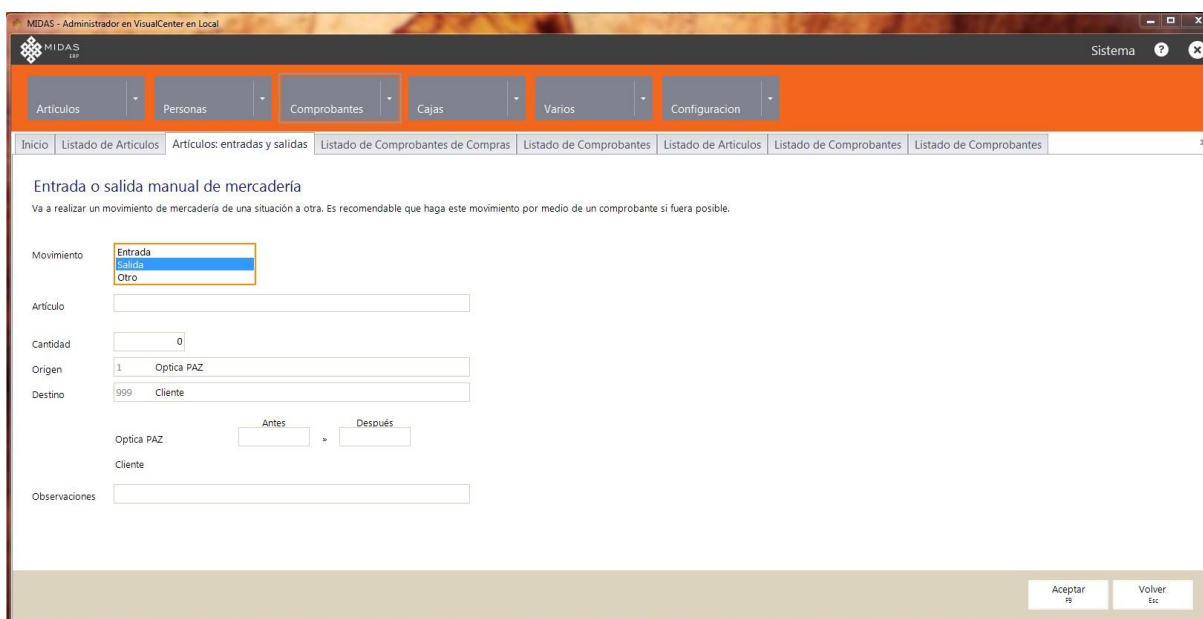 MIDAS - Administrador en VisualCenter en Local
MIDAS
ERP
Sistema ?
Artículos Personas Comprobantes Cajas Varios Configuracion
Inicio Listado de Articulos Artículos: entradas y salidas Listado de Comprobantes de Compras Listado de Comprobantes Listado de Articulos Listado de Comprobantes Listado de Comprobantes
Entrada o salida manual de mercadería
Va a realizar un movimiento de mercadería de una situación a otra. Es recomendable que haga este movimiento por medio de un comprobante si fuera posible.
Movimiento
Entrada
Salida
Otro
Artículo
Cantidad 0
Origen 1 Optica PAZ
Destino 999 Cliente
Antes Después
Optica PAZ »
Cliente
Observaciones
Aceptar Volver
F9 Esc